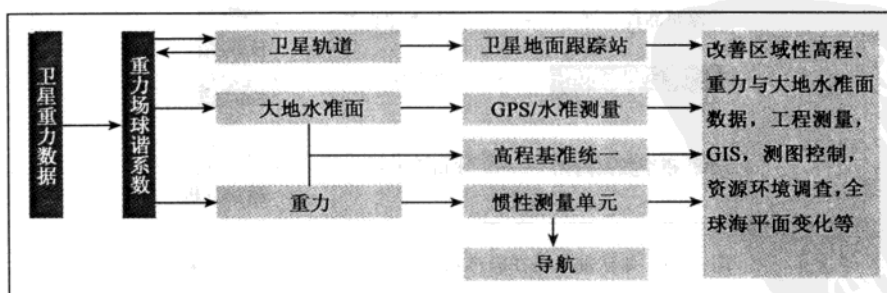 卫星重力数据
重力场球谐系数
卫星轨道
卫星地面跟踪站
大地水准面
GPS/水准测量
高程基准统一
重力
惯性测量单元
导航
改善区域性高程、
重力与大地水准面
数据，工程测量，
GIS，测图控制，
资源环境调查，全
球海平面变化等